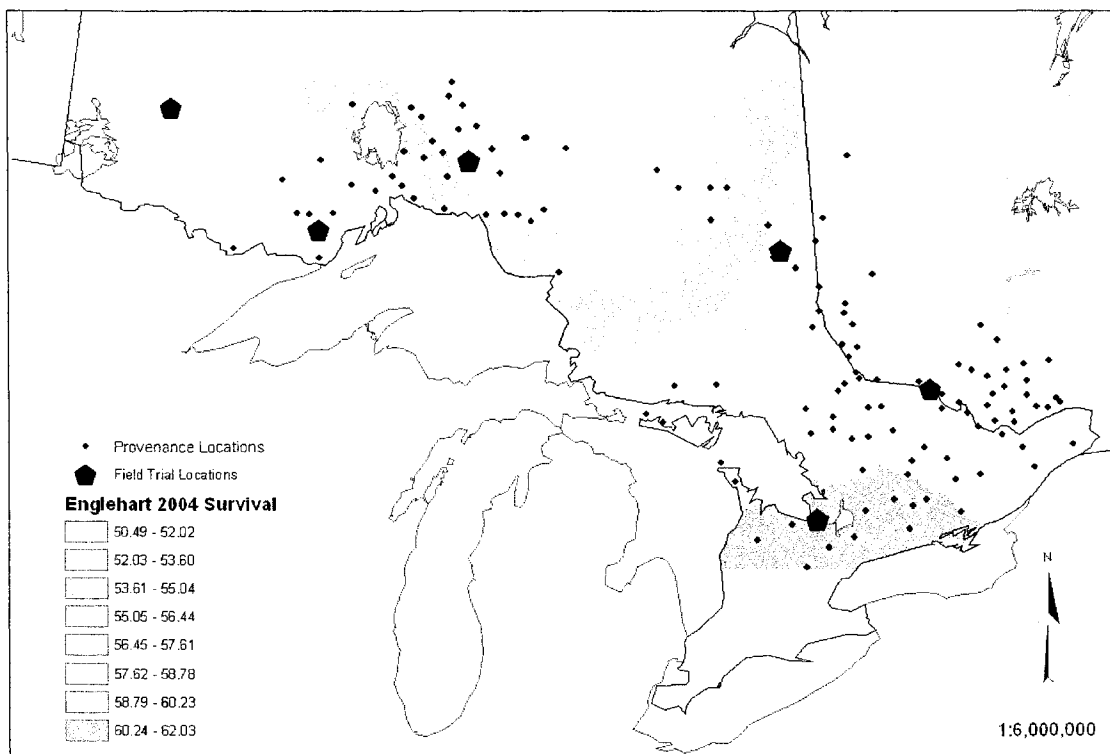 Provenance Locations
Field Trial Locations
Englehart 2004 Survival
50.49 - 52.02
52.03 - 53.60
53.61 - 55.04
55.05 - 56.44
56.45 - 57.61
57.62 - 58.78
58.79 - 60.23
60.24 - 62.03
N
1:6,000,000